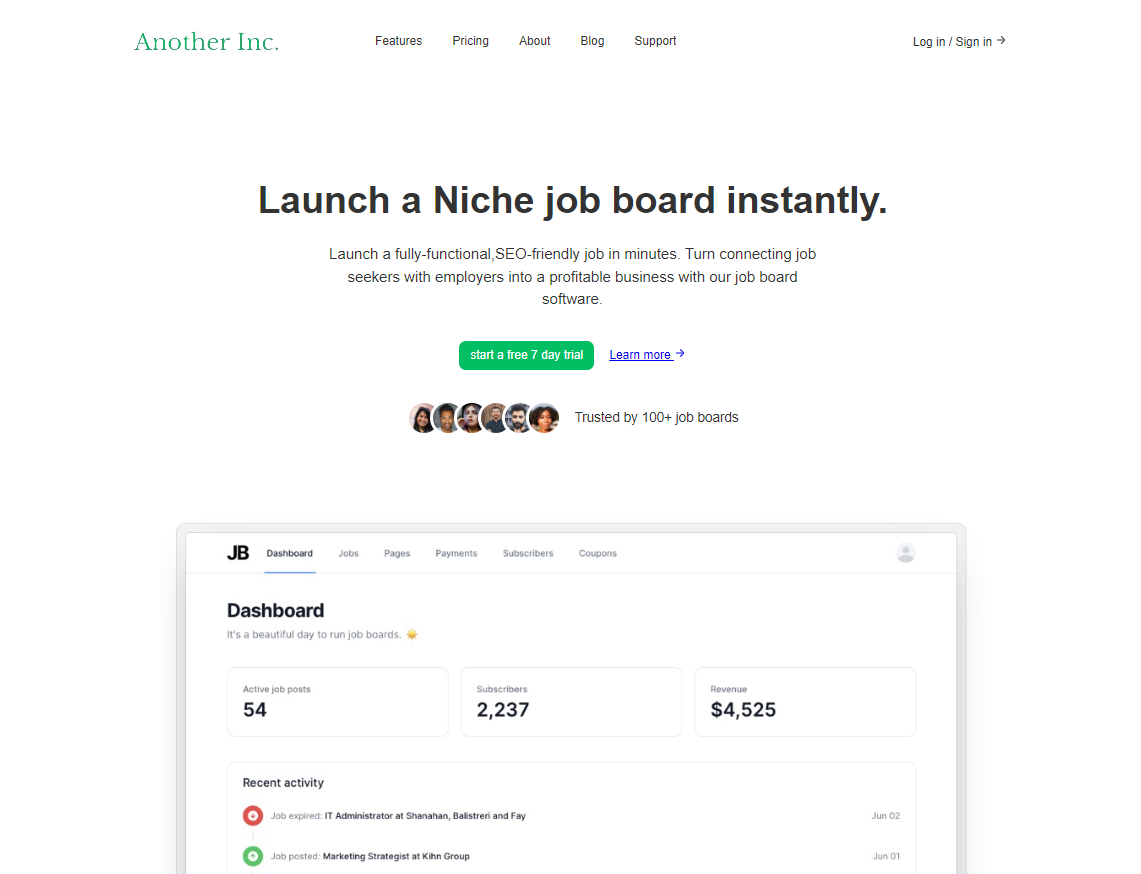 Another Inc.
Features
Pricing
About
Blog
Support
Log in / Sign in →
Launch a Niche job board instantly.
Launch a fully-functional,SEO-friendly job in minutes. Turn connecting job
seekers with employers into a profitable business with our job board
software.
start a free 7 day trial
Learn more →
Trusted by 100+ job boards
JB
Dashboard
Jobs
Pages
Payments
Subscribers
Coupons
Dashboard
It's a beautiful day to run job boards. ☀️
Active job posts
54
Subscribers
2,237
Revenue
$4,525
Recent activity
Job expired: IT Administrator at Shanahan, Balistreri and Fay
Jun 02
Job posted: Marketing Strategist at Kihn Group
Jun 01